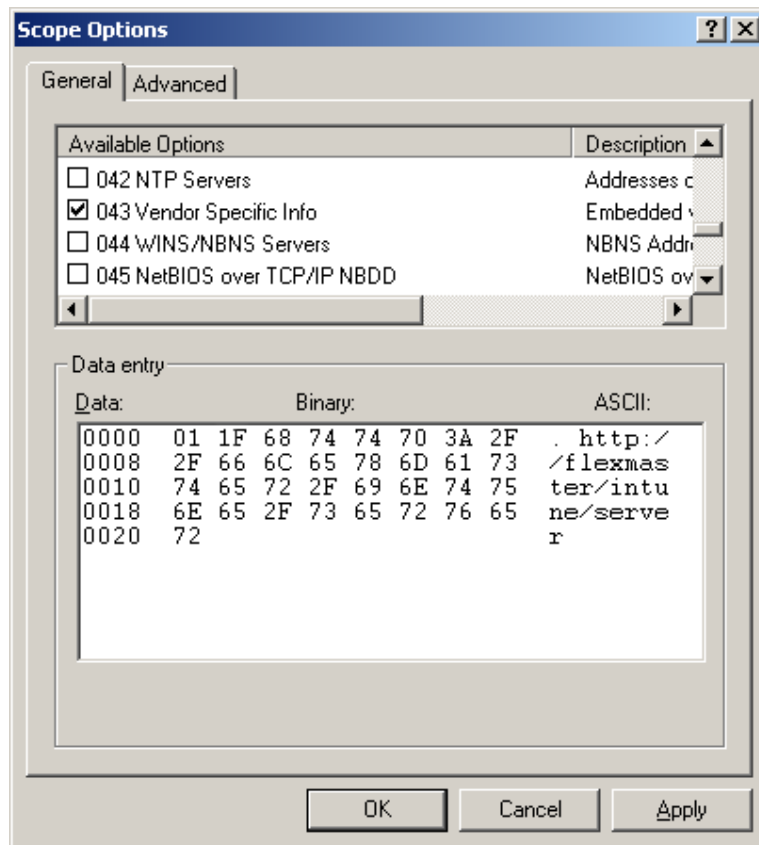 Scope Options
General Advanced
Available Options Description
042 NTP Servers Addresses
043 Vendor Specific Info Embedded
044 WINS/NBNS Servers NBNS
045 NetBIOS over TCP/IP NBDD NetBIOS
Data entry
Data: Binary: ASCII:
0000 01 1F 68 74 74 70 3A 2F . http:/
0008 2F 66 6C 65 78 6D 61 73 /flexmas
0010 74 65 72 2F 69 6E 74 75 ter/intu
0018 6E 65 2F 73 65 72 76 65 ne/serve
0020 72 r
OK Cancel Apply